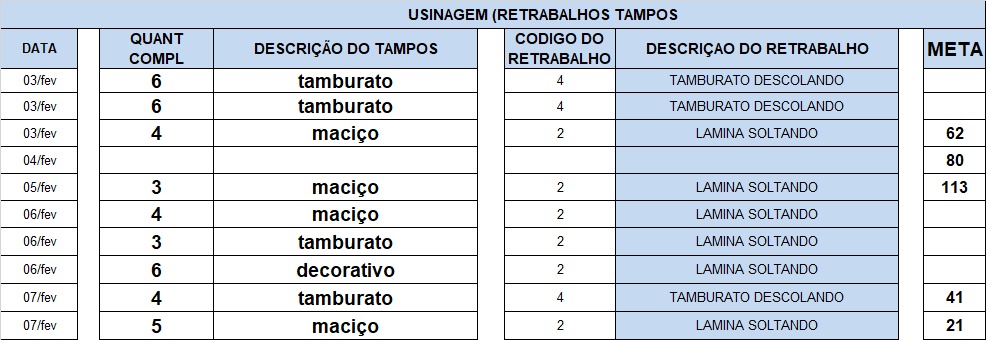 USINAGEM (RETRABALHOS TAMPOS
DATA QUANT COMPL DESCRIÇÃO DO TAMPOS CODIGO DO RETRABALHO DESCRIÇAO DO RETRABALHO META
03/fev 6 tamburato 4 TAMBURATO DESCOLANDO
03/fev 6 tamburato 4 TAMBURATO DESCOLANDO
03/fev 4 maciço 2 LAMINA SOLTANDO 62
04/fev 80
05/fev 3 maciço 2 LAMINA SOLTANDO 113
06/fev 4 maciço 2 LAMINA SOLTANDO
06/fev 3 tamburato 2 LAMINA SOLTANDO
06/fev 6 decorativo 2 LAMINA SOLTANDO
07/fev 4 tamburato 4 TAMBURATO DESCOLANDO 41
07/fev 5 maciço 2 LAMINA SOLTANDO 21